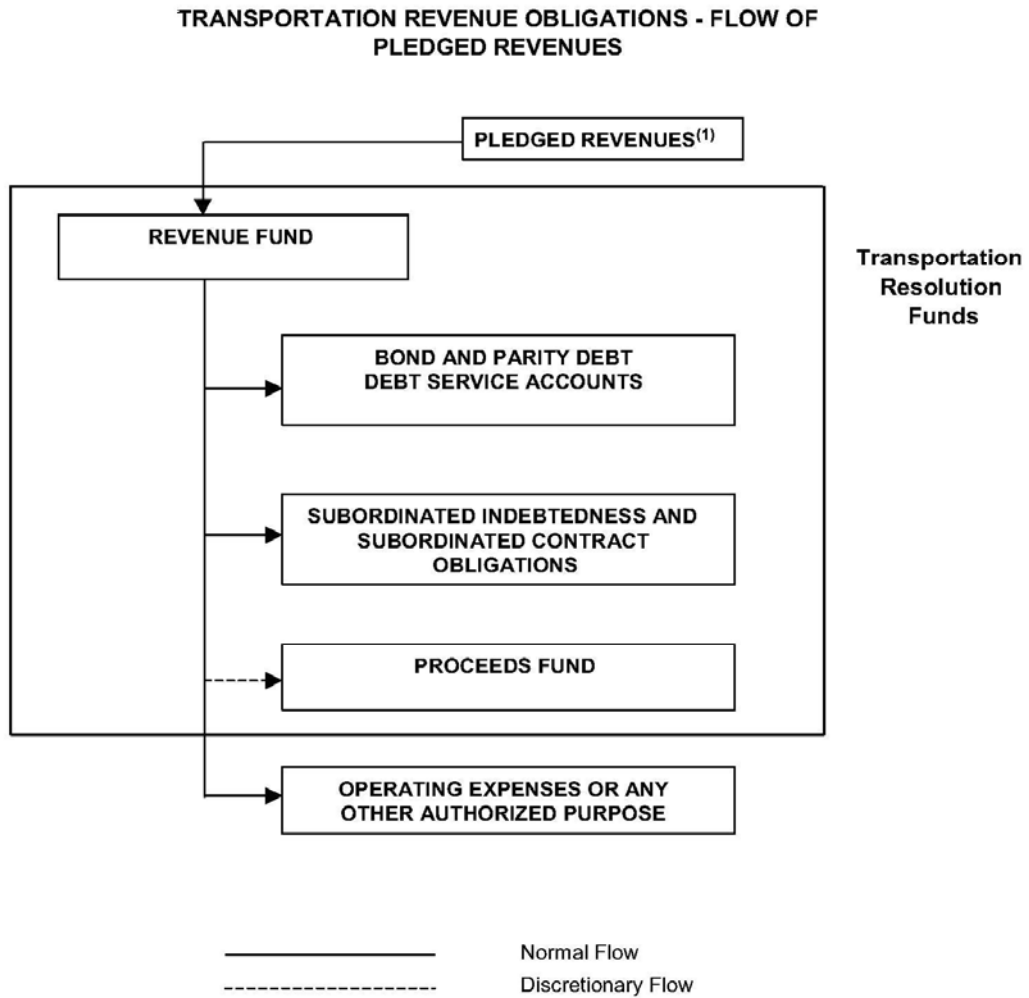 TRANSPORTATION REVENUE OBLIGATIONS - FLOW OF
PLEDGED REVENUES
PLEDGED REVENUES(1)
REVENUE FUND
Transportation
Resolution
Funds
BOND AND PARITY DEBT
DEBT SERVICE ACCOUNTS
SUBORDINATED INDEBTEDNESS AND
SUBORDINATED CONTRACT
OBLIGATIONS
PROCEEDS FUND
OPERATING EXPENSES OR ANY
OTHER AUTHORIZED PURPOSE
Normal Flow
Discretionary Flow